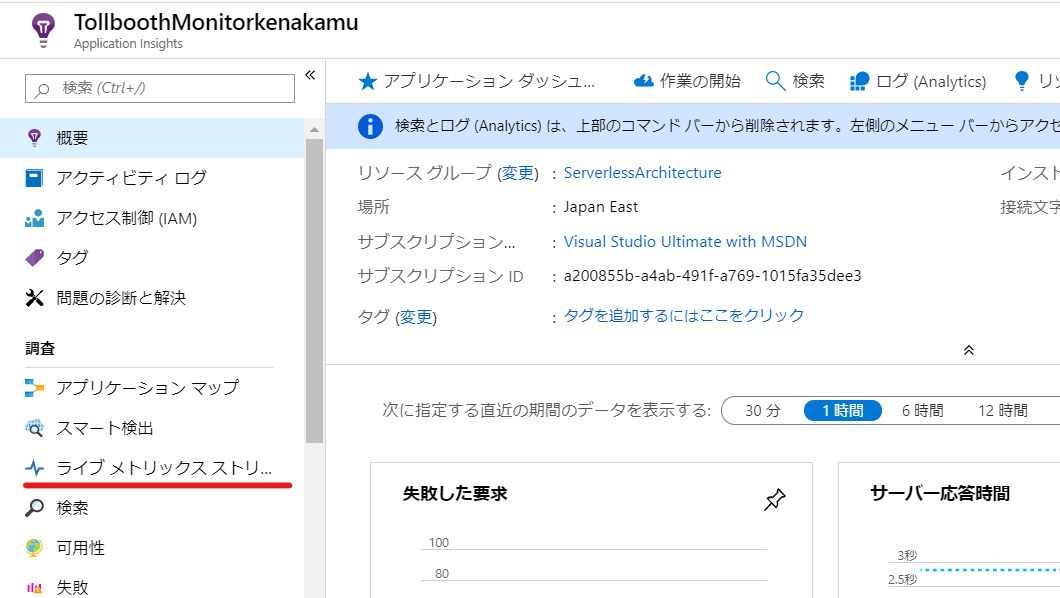 TollboothMonitorkenakamu
Application Insights
検索 (Ctrl+/)
«
概要
アクティビティ ログ
アクセス制御 (IAM)
タグ
問題の診断と解決
調査
アプリケーション マップ
スマート検出
ライブ メトリックス ストリ...
検索
可用性
失敗
アプリケーション ダッシュ... 作業の開始 検索 ログ (Analytics) リソ
検索とログ (Analytics) は、上部のコマンド バーから削除されます。左側のメニュー バーからアクセ
リソース グループ (変更) : ServerlessArchitecture インスト
場所 : Japan East 接続文字
サブスクリプション... : Visual Studio Ultimate with MSDN
サブスクリプション ID : a200855b-a4ab-491f-a769-1015fa35dee3
タグ (変更) : タグを追加するにはここをクリック
次に指定する直近の期間のデータを表示する: 30 分 1 時間 6 時間 12 時間
失敗した要求
100
80
サーバー応答時間
3秒
2.5秒